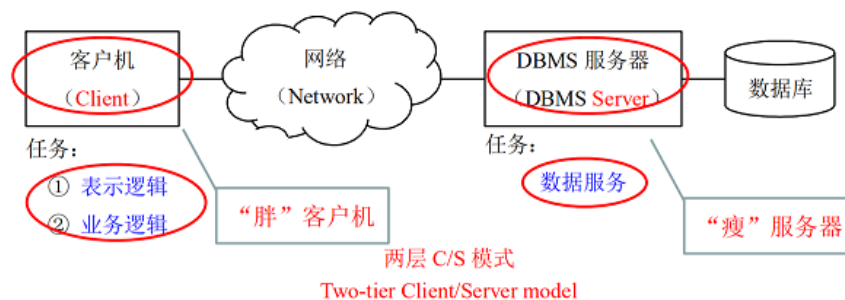 客户机
（Client）
网络
（Network）
DBMS 服务器
（DBMS Server）
数据库
任务：
① 表示逻辑
② 业务逻辑
“胖”客户机
任务：
数据服务
“瘦”服务器
两层 C/S 模式
Two-tier Client/Server model